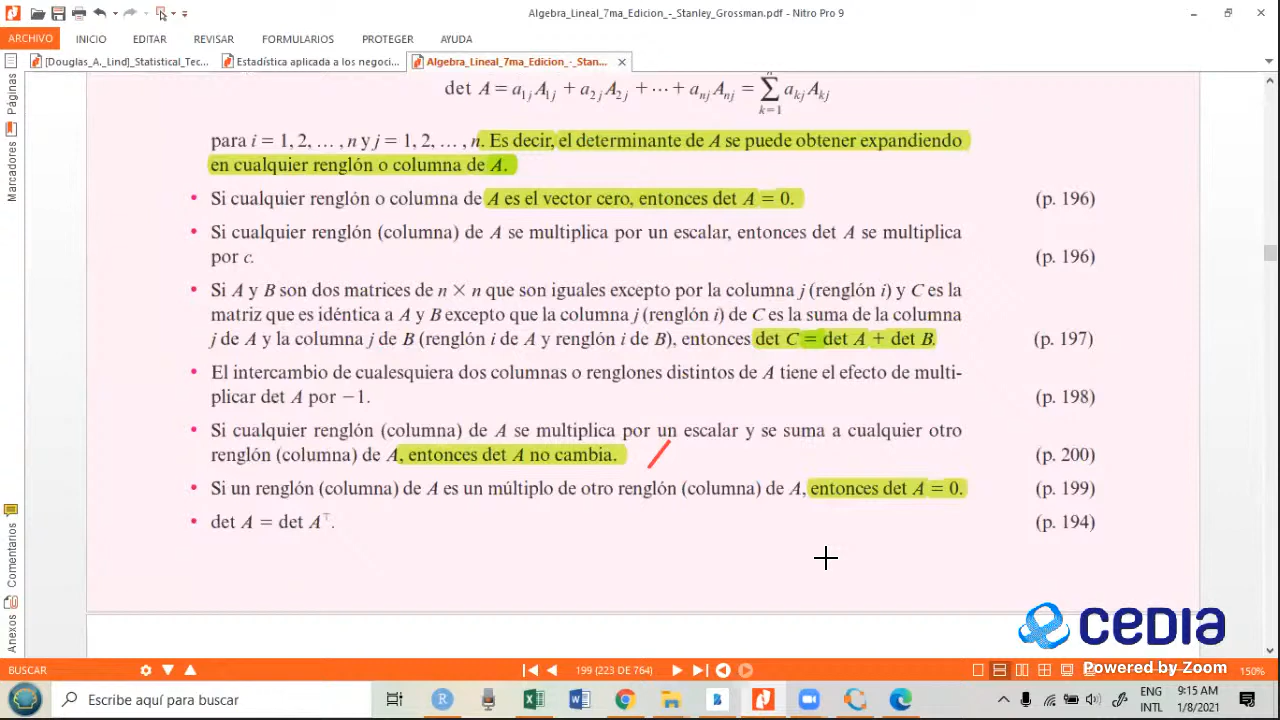 Algebra_Lineal_7ma_Edicion_-_Stanley_Grossman.pdf - Nitro Pro 9
ARCHIVO INICIO EDITAR REVISAR FORMULARIOS PROTEGER AYUDA
[Douglas_A._Lind]_Statistical_Tec... Estadística aplicada a los negoci... Algebra_Lineal_7ma_Edicion_-_Stan...
Páginas
Marcadores
Comentarios
Anexos
det A = a1jA1j + a2jA2j + ⋯ + anjAnj = ∑ akjAkj
k=1
para i = 1, 2, … , n y j = 1, 2, … , n. Es decir, el determinante de A se puede obtener expandiendo
en cualquier renglón o columna de A.
• Si cualquier renglón o columna de A es el vector cero, entonces det A = 0. (p. 196)
• Si cualquier renglón (columna) de A se multiplica por un escalar, entonces det A se multiplica
por c. (p. 196)
• Si A y B son dos matrices de n × n que son iguales excepto por la columna j (renglón i) y C es la
matriz que es idéntica a A y B excepto que la columna j (renglón i) de C es la suma de la columna
j de A y la columna j de B (renglón i de A y renglón i de B), entonces det C = det A + det B. (p. 197)
• El intercambio de cualesquiera dos columnas o renglones distintos de A tiene el efecto de multi-
plicar det A por −1. (p. 198)
• Si cualquier renglón (columna) de A se multiplica por un escalar y se suma a cualquier otro
renglón (columna) de A, entonces det A no cambia. (p. 200)
• Si un renglón (columna) de A es un múltiplo de otro renglón (columna) de A, entonces det A = 0. (p. 199)
• det A = det A⊤. (p. 194)
CEDIA
Powered by Zoom
BUSCAR 199 (223 DE 764) 150%
Escribe aquí para buscar
ENG 9:15 AM
INTL 1/8/2021